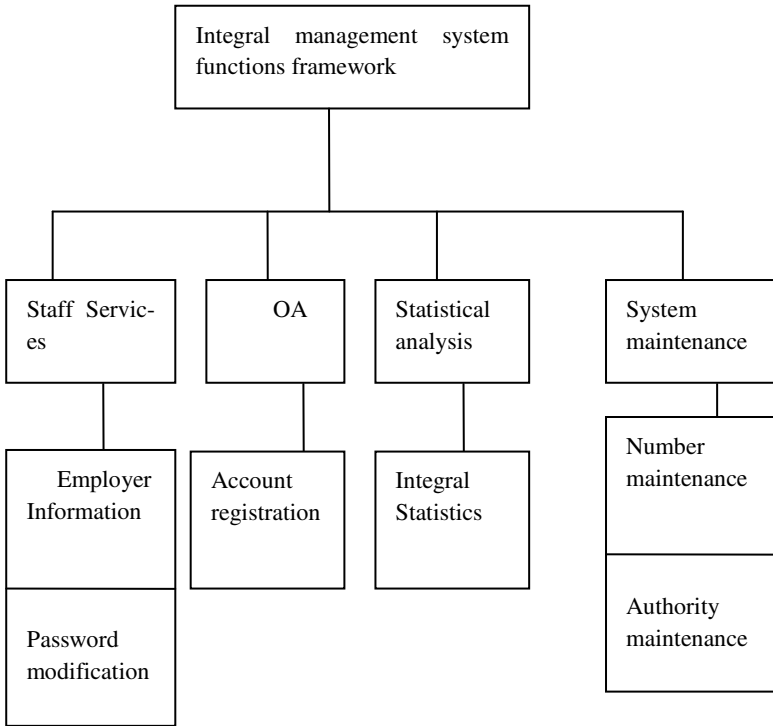 Integral management system
functions framework
Staff Servic-
es
OA
Statistical
analysis
System
maintenance
Employer
Information
Account
registration
Integral
Statistics
Number
maintenance
Password
modification
Authority
maintenance